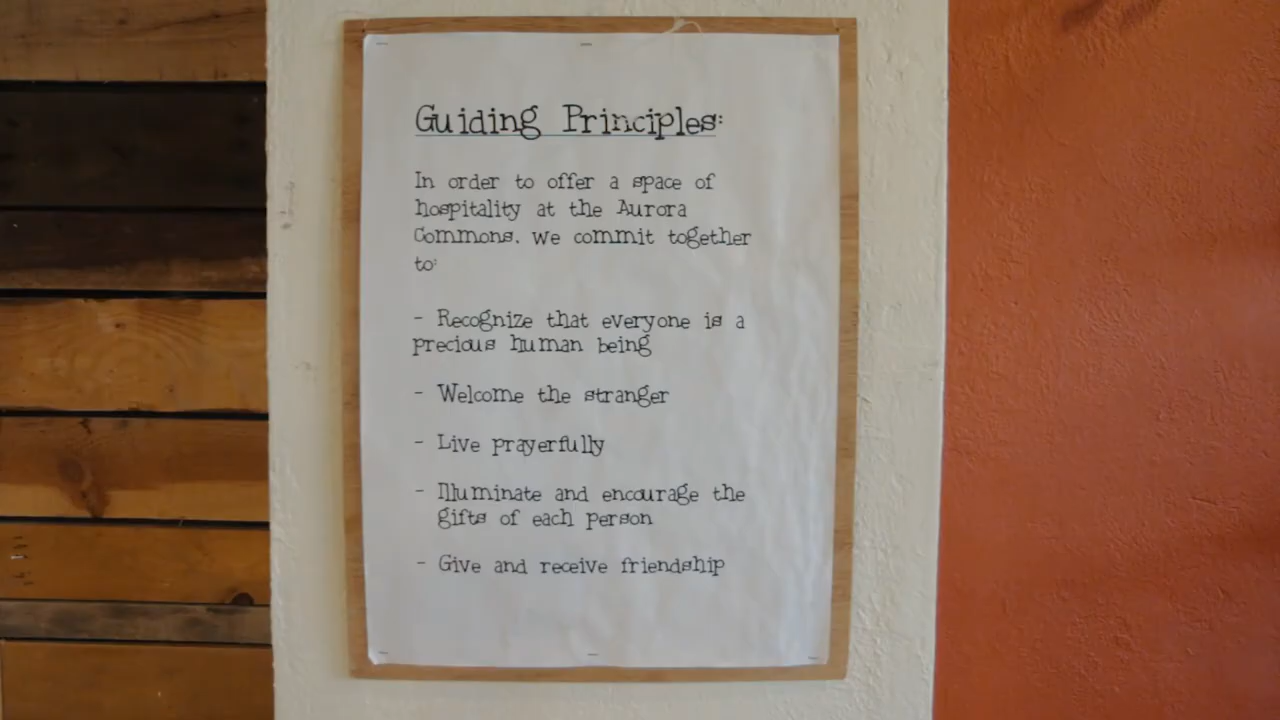 Guiding Principles:
In order to offer a space of
hospitality at the Aurora
Commons, we commit together
to:
- Recognize that everyone is a
precious human being
- Welcome the stranger
- Live prayerfully
- Illuminate and encourage the
gifts of each person
- Give and receive friendship